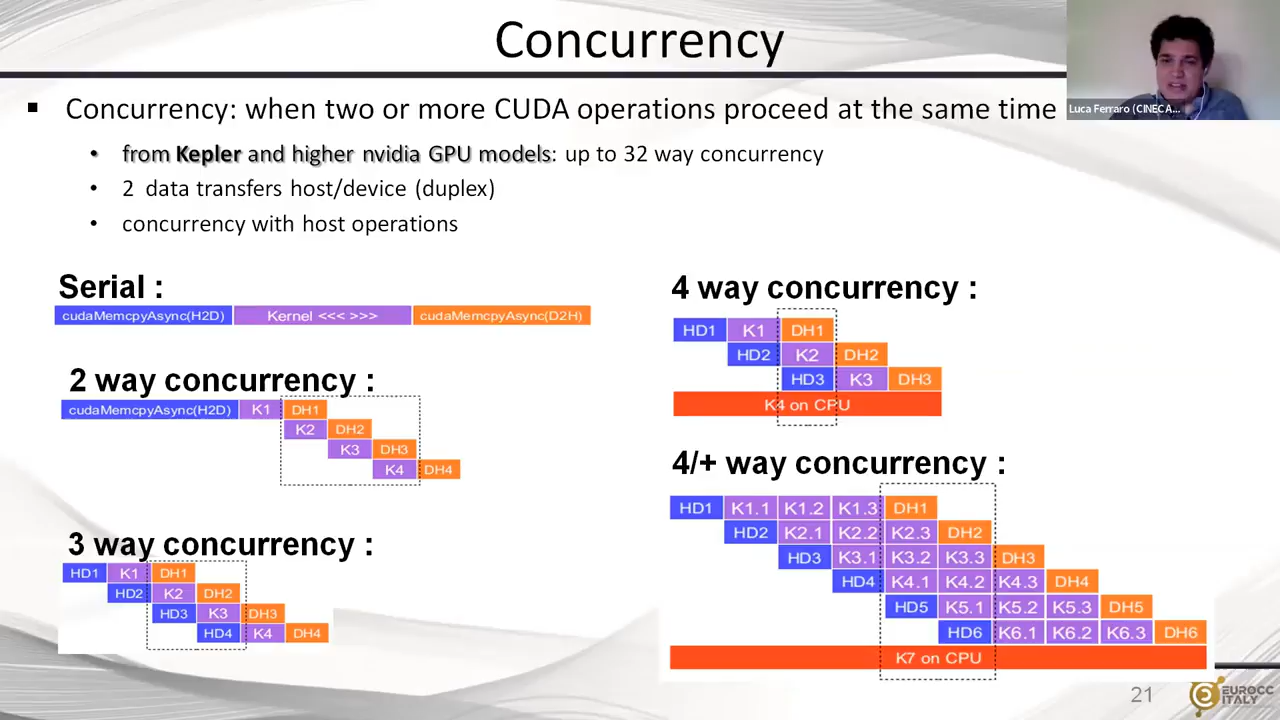 Concurrency
Luca Ferraro (CINECA...
▪ Concurrency: when two or more CUDA operations proceed at the same time
• from Kepler and higher nvidia GPU models: up to 32 way concurrency
• 2 data transfers host/device (duplex)
• concurrency with host operations
Serial :
cudaMemcpyAsync(H2D) Kernel <<< >>> cudaMemcpyAsync(D2H)
2 way concurrency :
cudaMemcpyAsync(H2D) K1 DH1
K2 DH2
K3 DH3
K4 DH4
3 way concurrency :
HD1 K1 DH1
HD2 K2 DH2
HD3 K3 DH3
HD4 K4 DH4
4 way concurrency :
HD1 K1 DH1
HD2 K2 DH2
HD3 K3 DH3
K4 on CPU
4/+ way concurrency :
HD1 K1.1 K1.2 K1.3 DH1
HD2 K2.1 K2.2 K2.3 DH2
HD3 K3.1 K3.2 K3.3 DH3
HD4 K4.1 K4.2 K4.3 DH4
HD5 K5.1 K5.2 K5.3 DH5
HD6 K6.1 K6.2 K6.3 DH6
K7 on CPU
21
EUROCC
ITALY